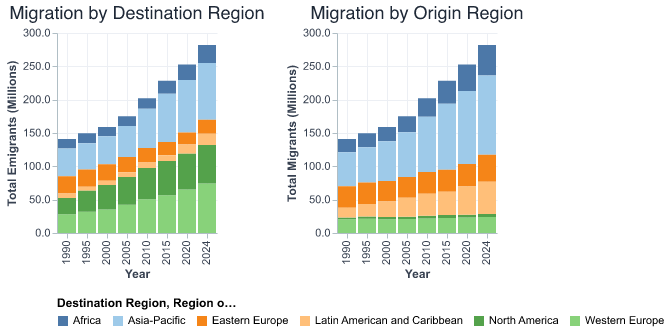 Migration by Destination Region
Total Emigrants (Millions)
300.0
250.0
200.0
150.0
100.0
50.0
0.0
1990
1995
2000
2005
2010
2015
2020
2024
Year
Migration by Origin Region
Total Migrants (Millions)
300.0
250.0
200.0
150.0
100.0
50.0
0.0
1990
1995
2000
2005
2010
2015
2020
2024
Year
Destination Region, Region o…
Africa
Asia-Pacific
Eastern Europe
Latin American and Caribbean
North America
Western Europe